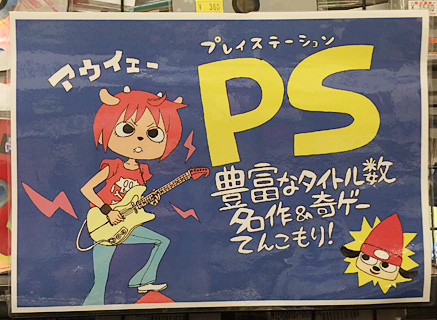 ¥ 380
プレイステーション
アウイェー
PS
豊富なタイトル数
名作&奇ゲー
てんこもり!